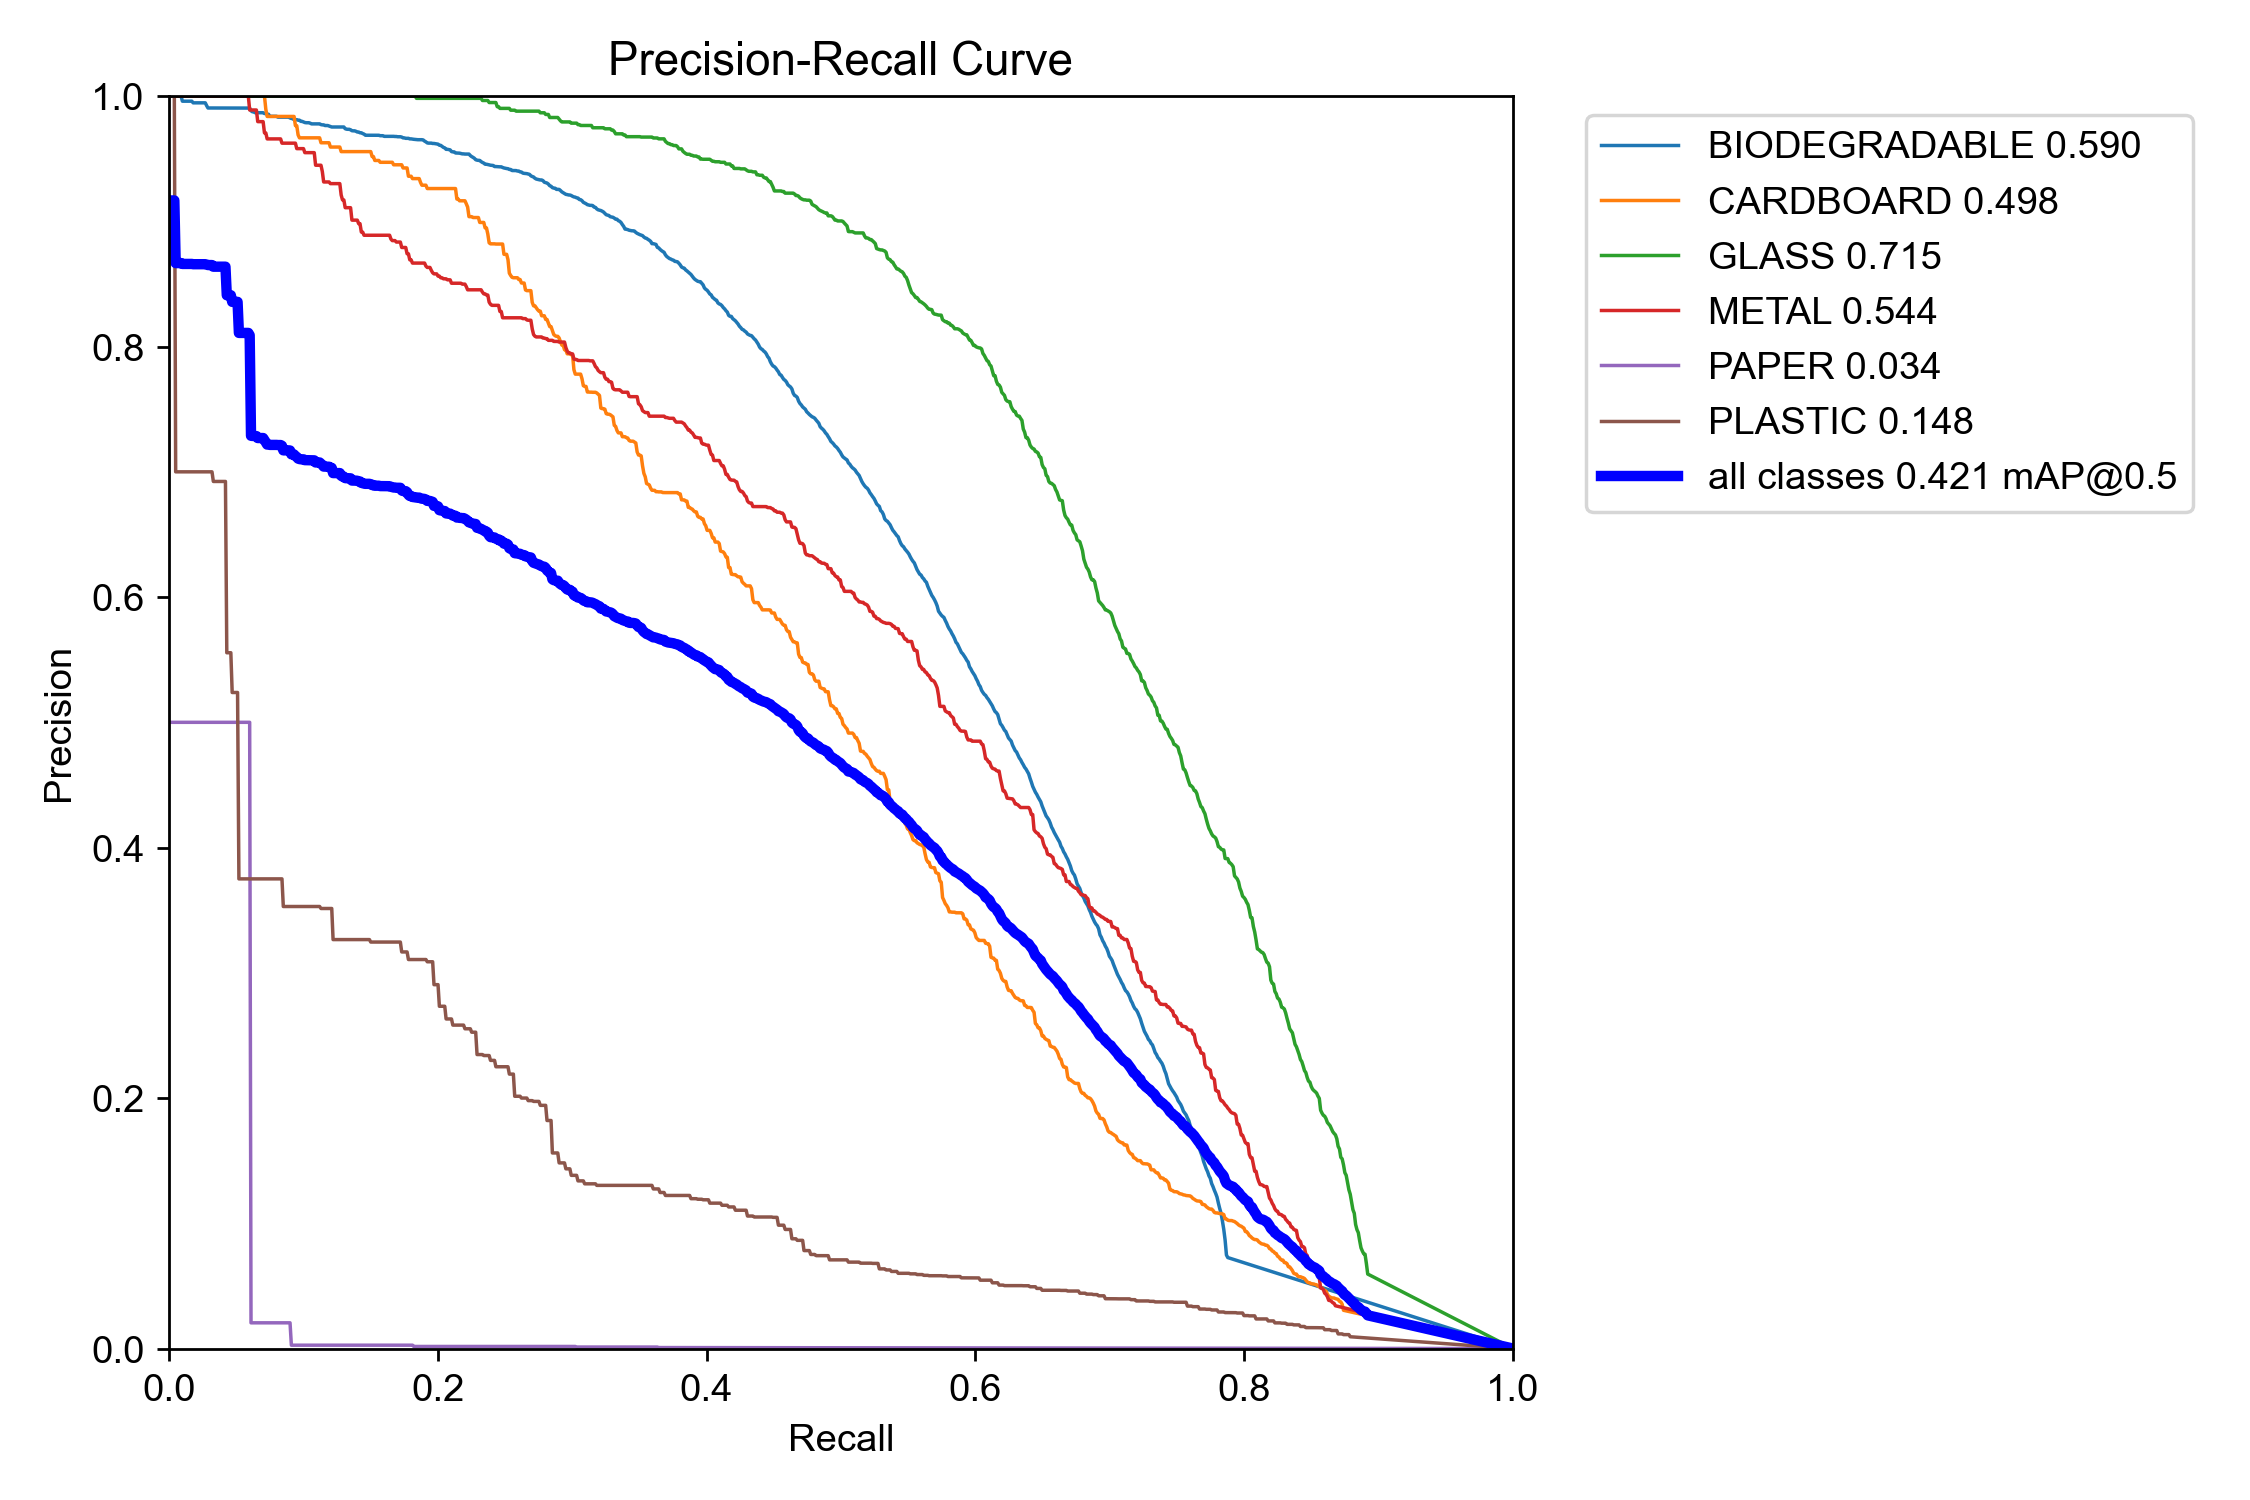 Precision-Recall Curve
1.0
0.8
0.6
0.4
0.2
0.0
Precision
0.0 0.2 0.4 0.6 0.8 1.0
Recall
BIODEGRADABLE 0.590
CARDBOARD 0.498
GLASS 0.715
METAL 0.544
PAPER 0.034
PLASTIC 0.148
all classes 0.421 mAP@0.5